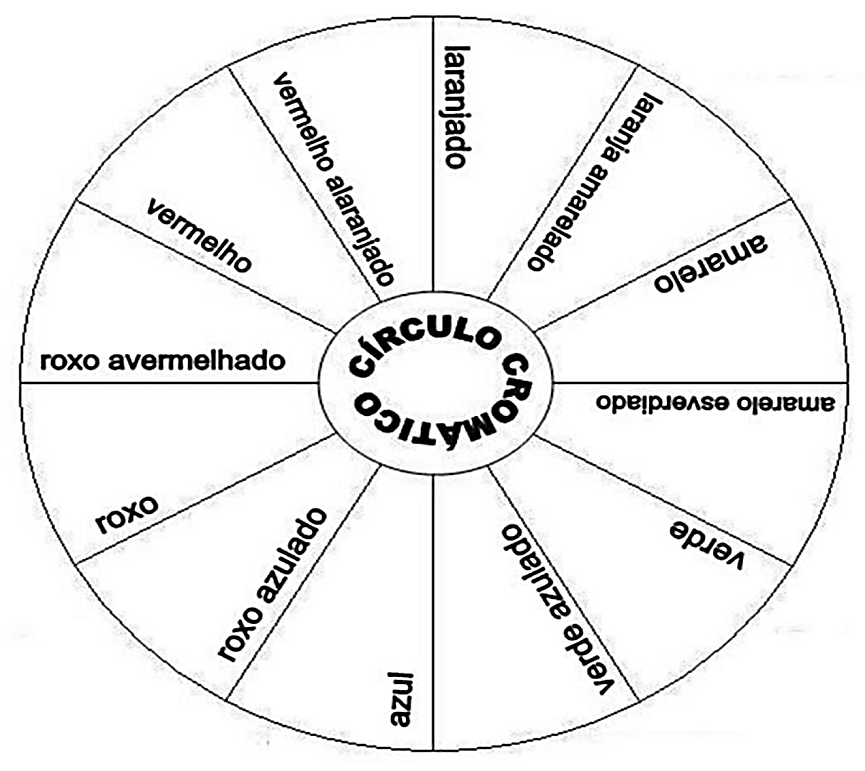 CÍRCULO CROMÁTICO
laranjado
laranja amarelado
amarelo
amarelo esverdiado
verde
verde azulado
azul
roxo azulado
roxo
roxo avermelhado
vermelho
vermelho alaranjado